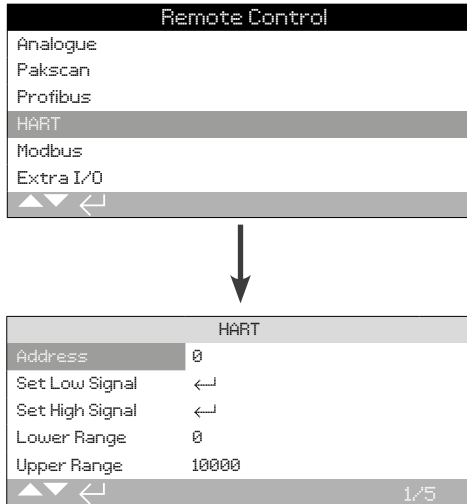 Remote Control
Analogue
Pakscan
Profibus
HART
Modbus
Extra I/O
HART
Address 0
Set Low Signal
Set High Signal
Lower Range 0
Upper Range 10000
1/5